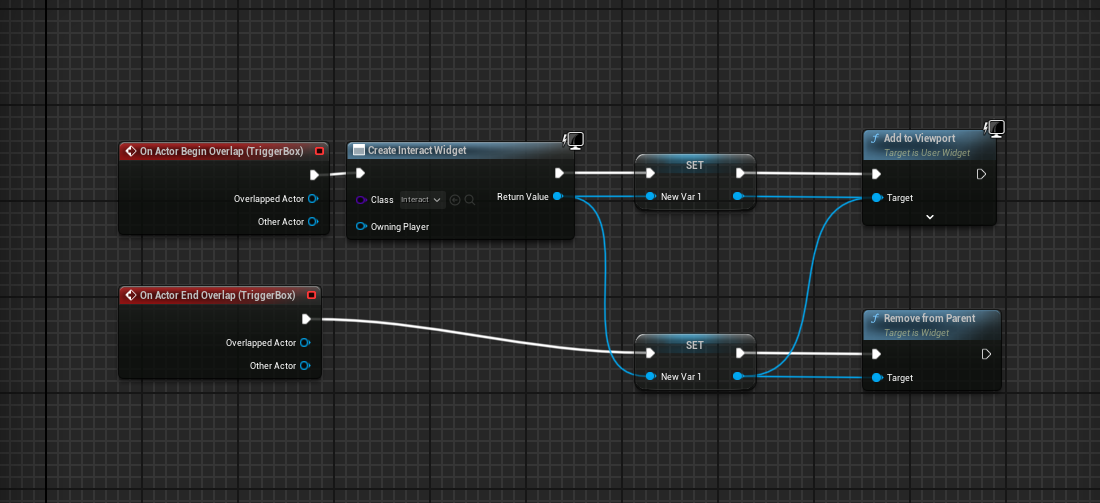 On Actor Begin Overlap (TriggerBox)
Overlapped Actor
Other Actor
Create Interact Widget
Class
Interact
Return Value
Owning Player
SET
New Var 1
f Add to Viewport
Target is User Widget
Target
On Actor End Overlap (TriggerBox)
Overlapped Actor
Other Actor
SET
New Var 1
f Remove from Parent
Target is Widget
Target